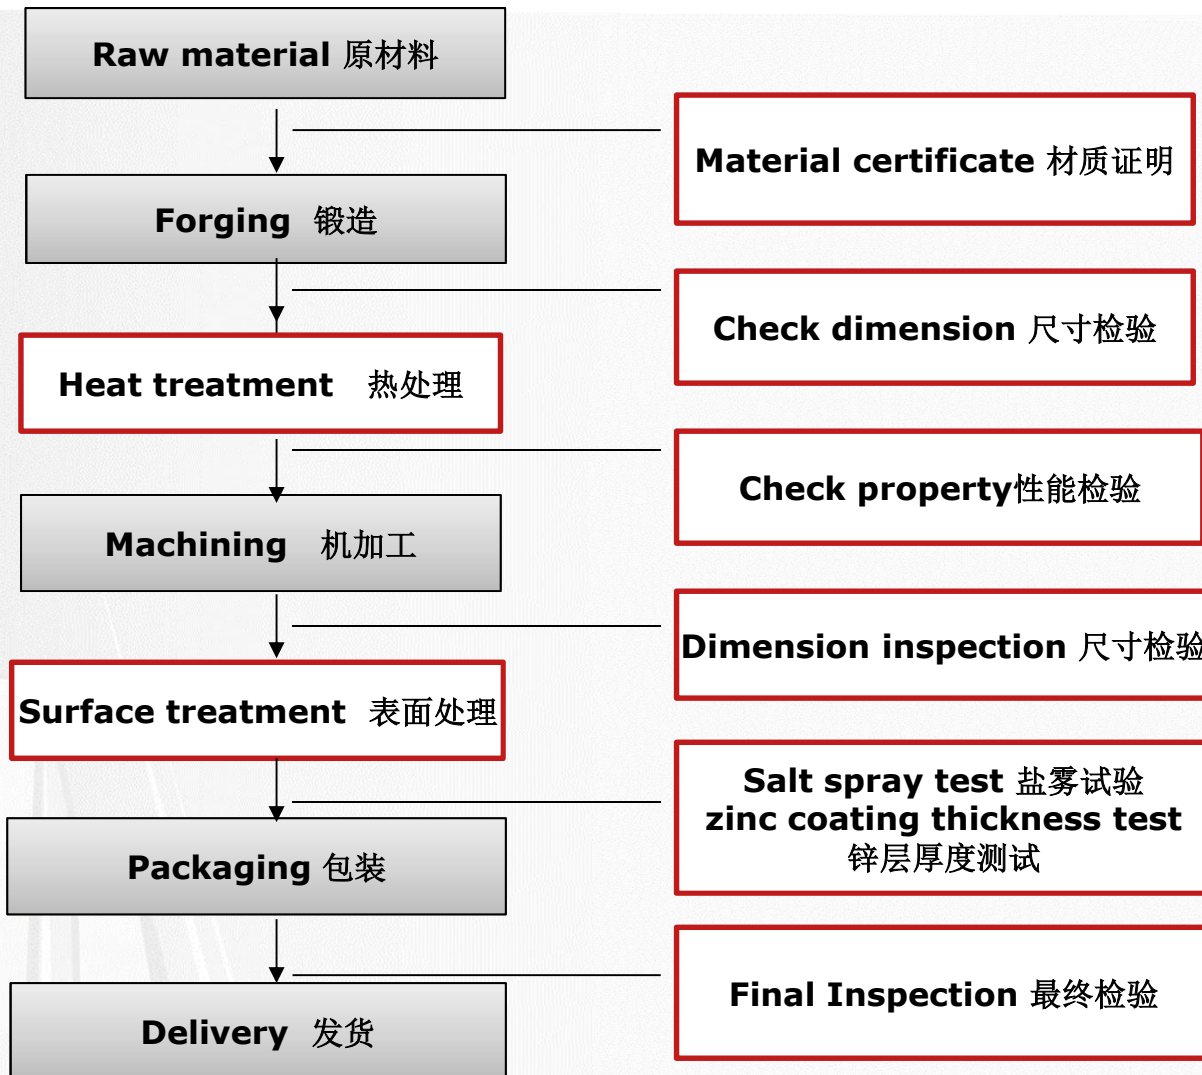 Raw material 原材料
Material certificate 材质证明
Forging 锻造
Check dimension 尺寸检验
Heat treatment 热处理
Check property性能检验
Machining 机加工
Dimension inspection 尺寸检验
Surface treatment 表面处理
Salt spray test 盐雾试验
zinc coating thickness test
锌层厚度测试
Packaging 包装
Final Inspection 最终检验
Delivery 发货